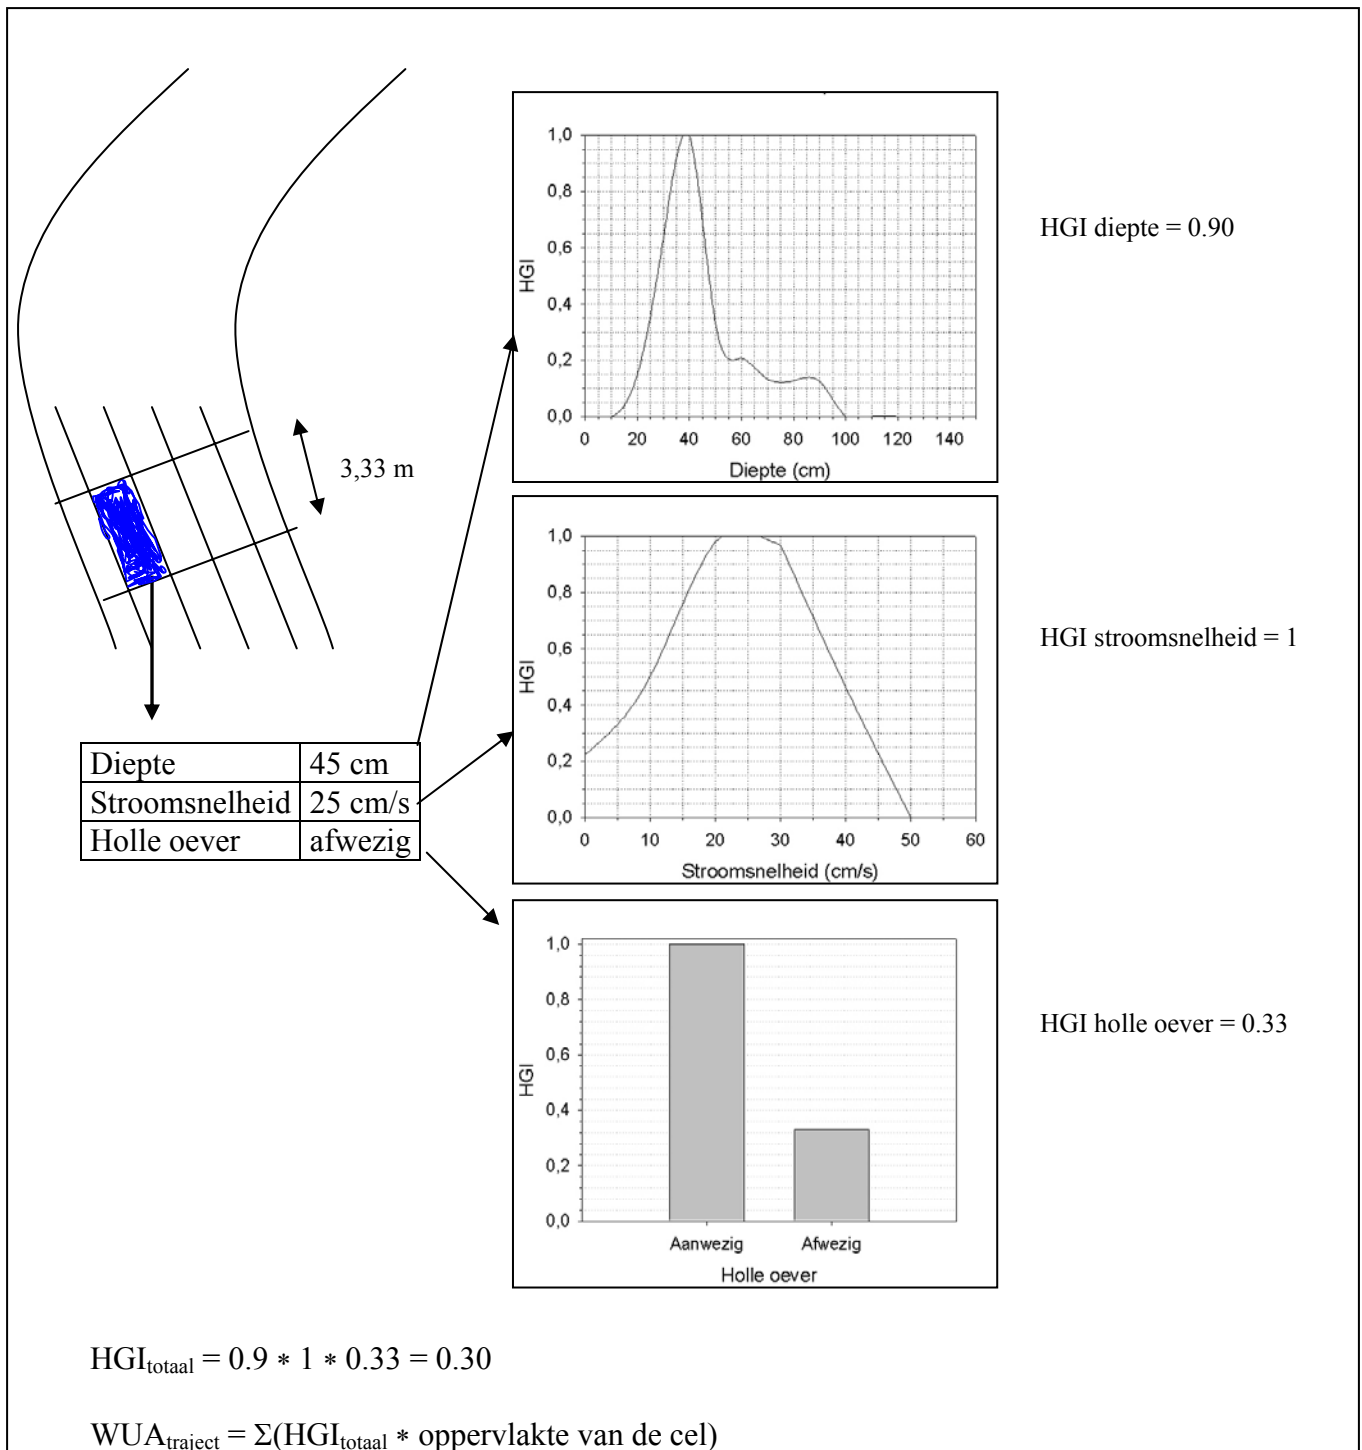 1,0
0,8
0,6
0,4
0,2
0,0
HGI
0 20 40 60 80 100 120 140
Diepte (cm)
HGI diepte = 0.90
3,33 m
1,0
0,8
0,6
0,4
0,2
0,0
HGI
0 10 20 30 40 50 60
Stroomsnelheid (cm/s)
HGI stroomsnelheid = 1
Diepte 45 cm
Stroomsnelheid 25 cm/s
Holle oever afwezig
1,0
0,8
0,6
0,4
0,2
0,0
HGI
Aanwezig Afwezig
Holle oever
HGI holle oever = 0.33
HGItotaal = 0.9 * 1 * 0.33 = 0.30
WUAtraject = Σ(HGItotaal * oppervlakte van de cel)